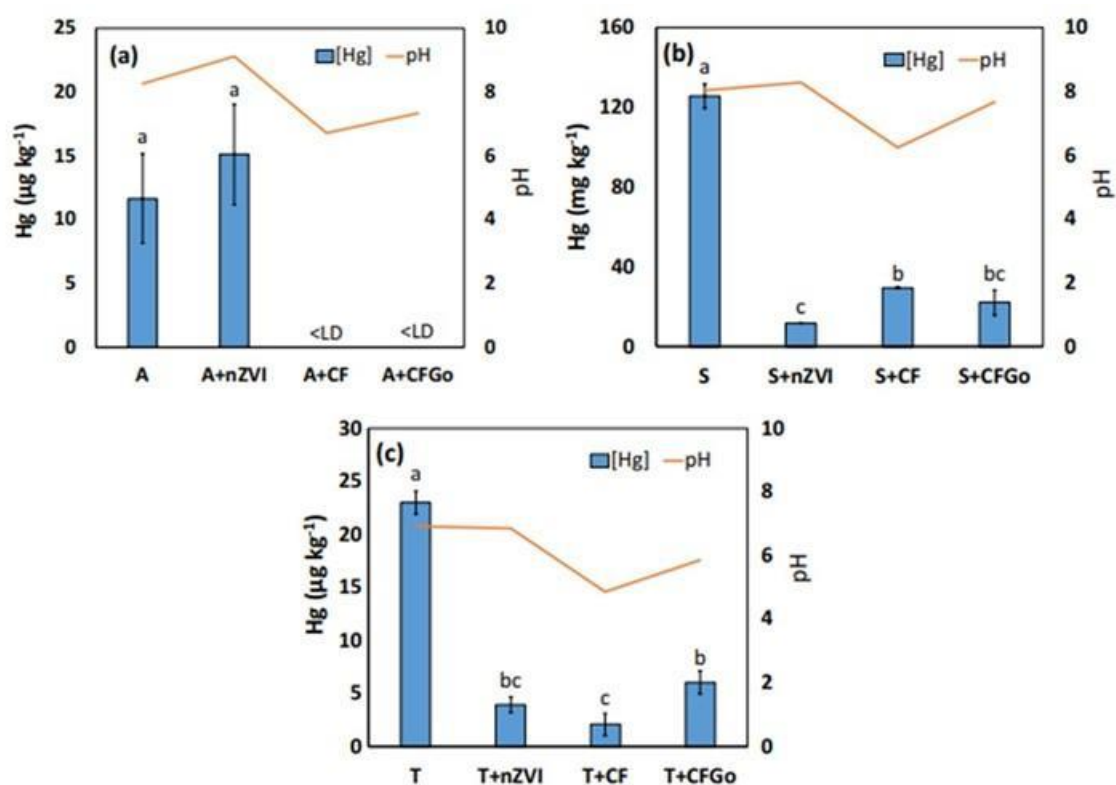 (a)
[Hg] pH
Hg (µg kg⁻¹)
25
20
15
10
5
0
10
8
6
4
2
0
pH
a
a
<LD
<LD
A A+nZVI A+CF A+CFGo
(b)
[Hg] pH
Hg (mg kg⁻¹)
160
120
80
40
0
10
8
6
4
2
0
pH
a
c
b
bc
S S+nZVI S+CF S+CFGo
(c)
[Hg] pH
Hg (µg kg⁻¹)
30
25
20
15
10
5
0
10
8
6
4
2
0
pH
a
bc
c
b
T T+nZVI T+CF T+CFGo